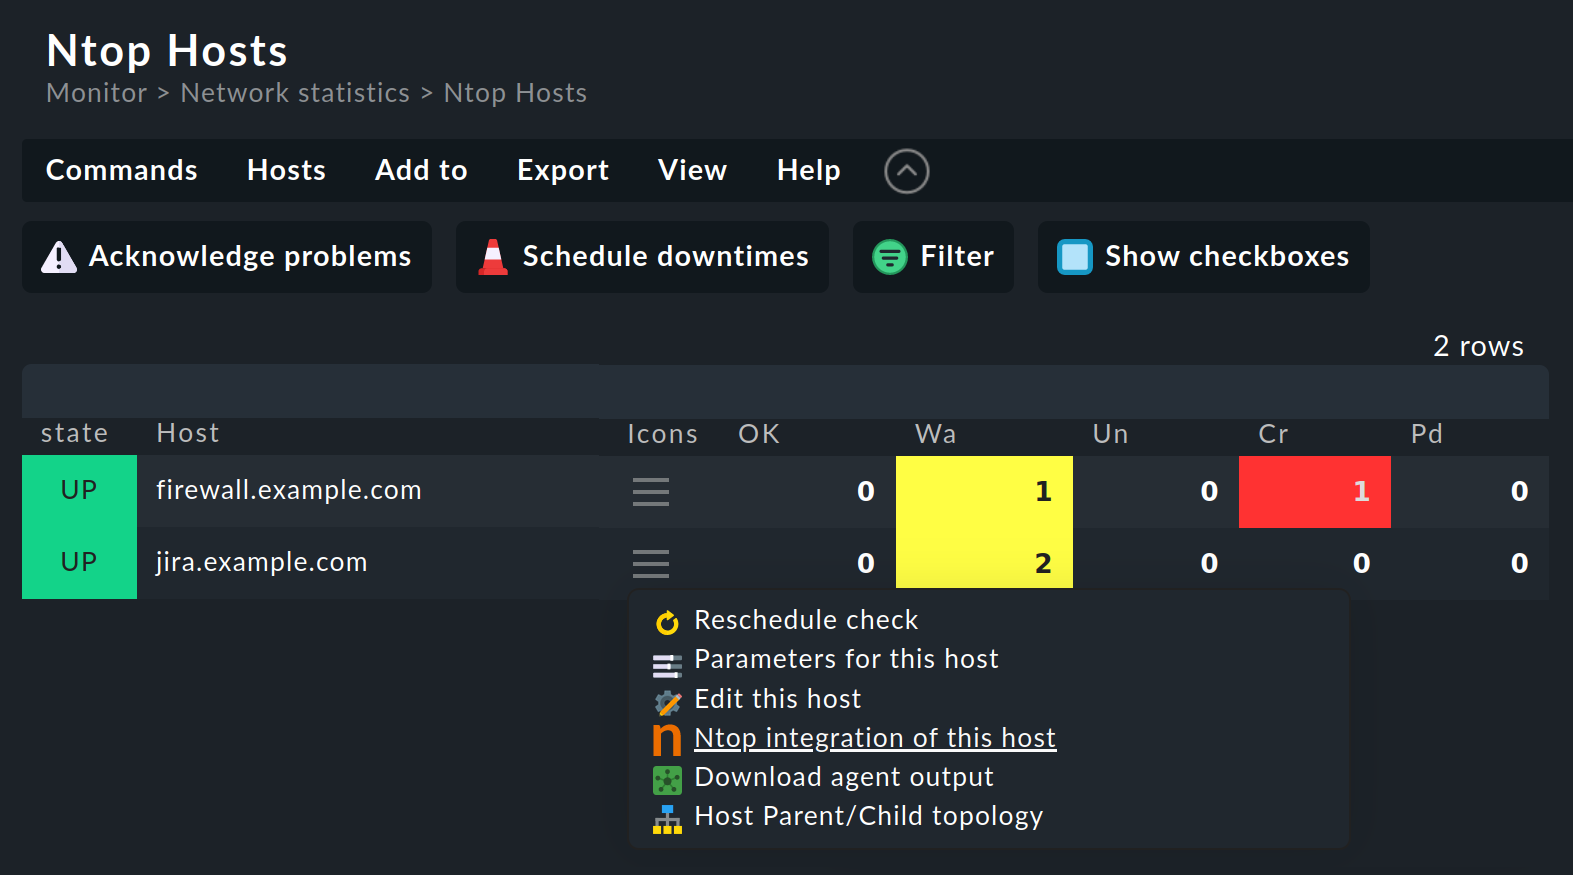 Ntop Hosts
Monitor > Network statistics > Ntop Hosts
Commands Hosts Add to Export View Help
Acknowledge problems Schedule downtimes Filter Show checkboxes
2 rows
state Host Icons OK Wa Un Cr Pd
UP firewall.example.com 0 1 0 1 0
UP jira.example.com 0 2 0 0 0
Reschedule check
Parameters for this host
Edit this host
n Ntop integration of this host
Download agent output
Host Parent/Child topology